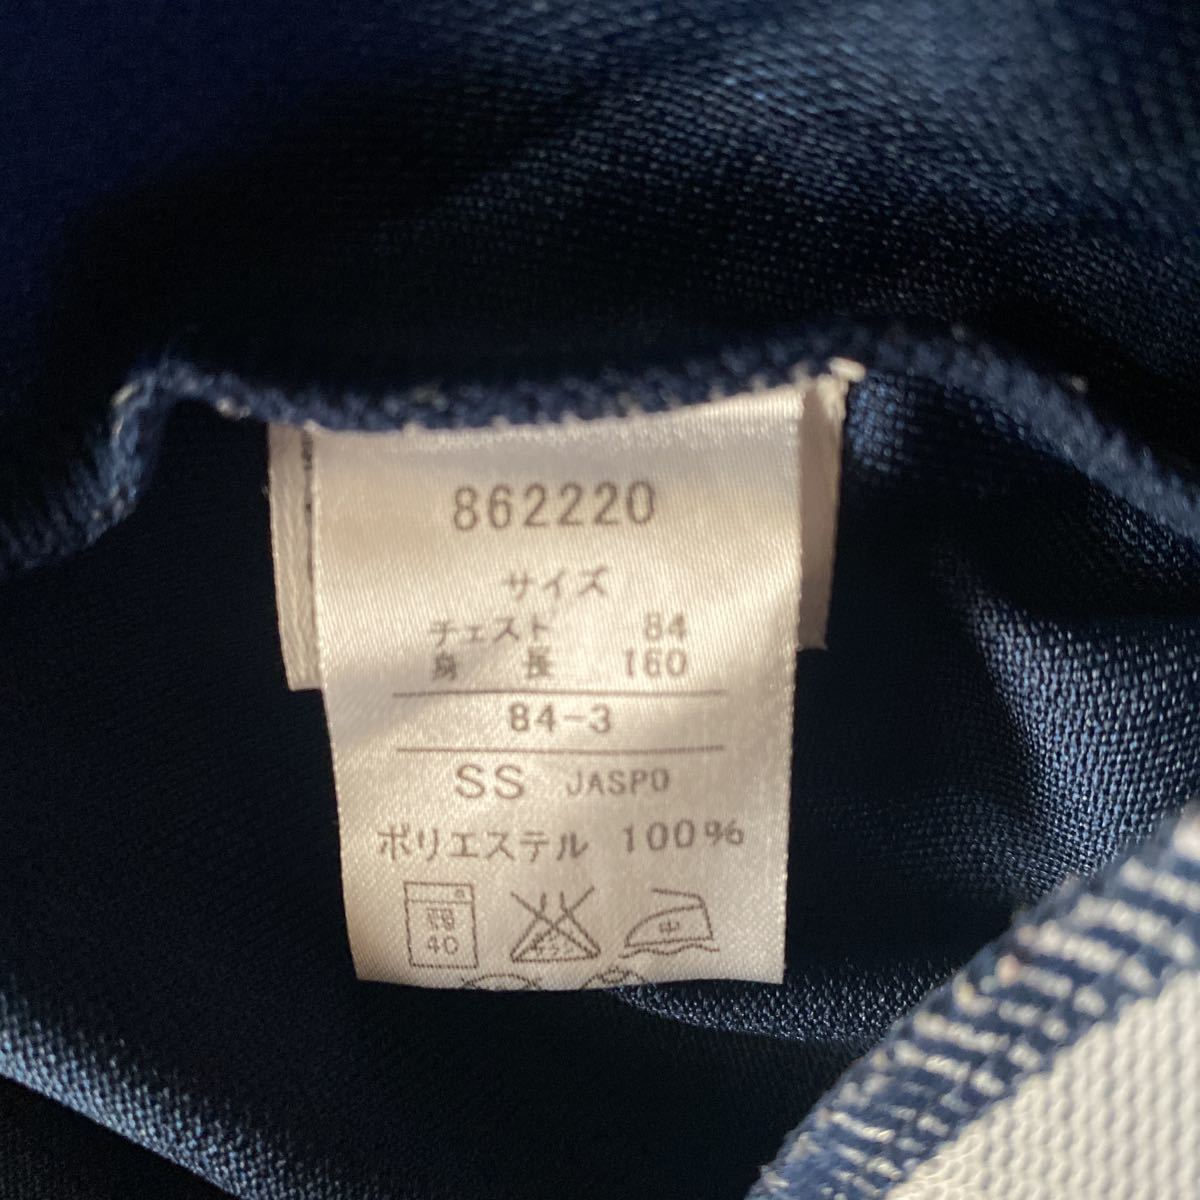 862220
サイズ
チェスト 84
身 長 160
84-3
SS JASPO
ポリエステル 100%
40
中